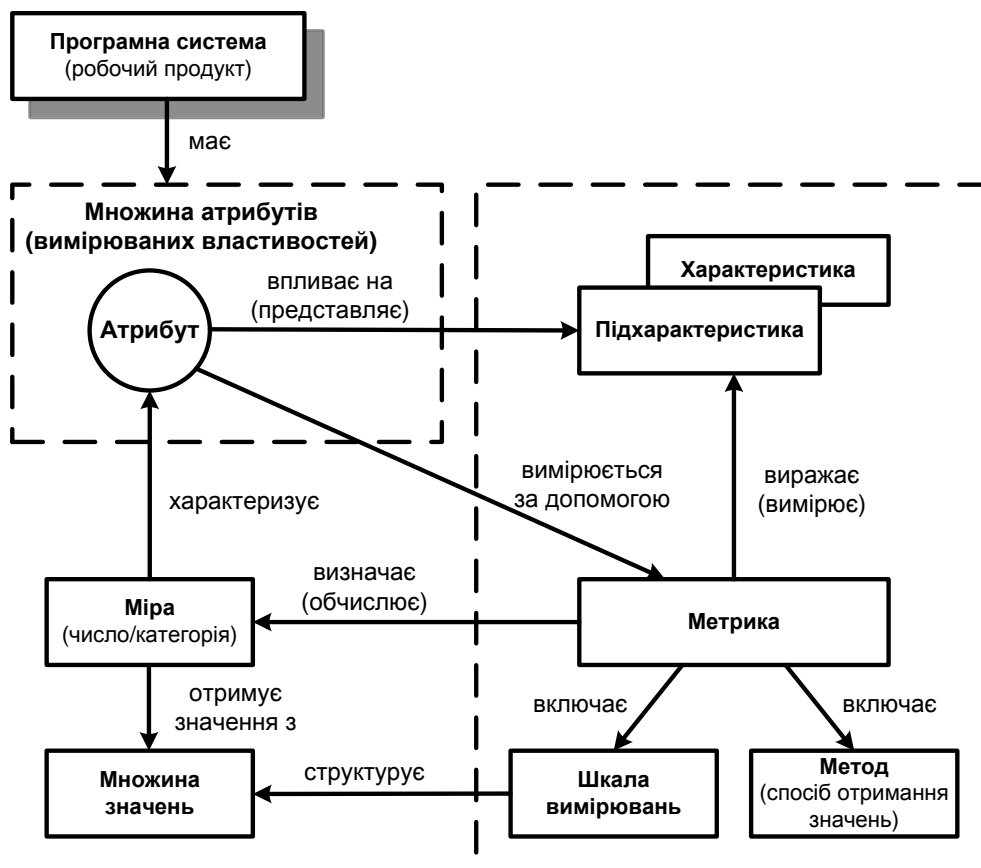 Програмна система
(робочий продукт)
має
Множина атрибутів
(вимірюваних властивостей)
Характеристика
впливає на
(представляє)
Атрибут
Підхарактеристика
вимірюється
за допомогою
виражає
(вимірює)
характеризує
визначає
(обчислює)
Міра
(число/категорія)
Метрика
отримує
значення з
включає
включає
структурує
Множина
значень
Шкала
вимірювань
Метод
(спосіб отримання
значень)